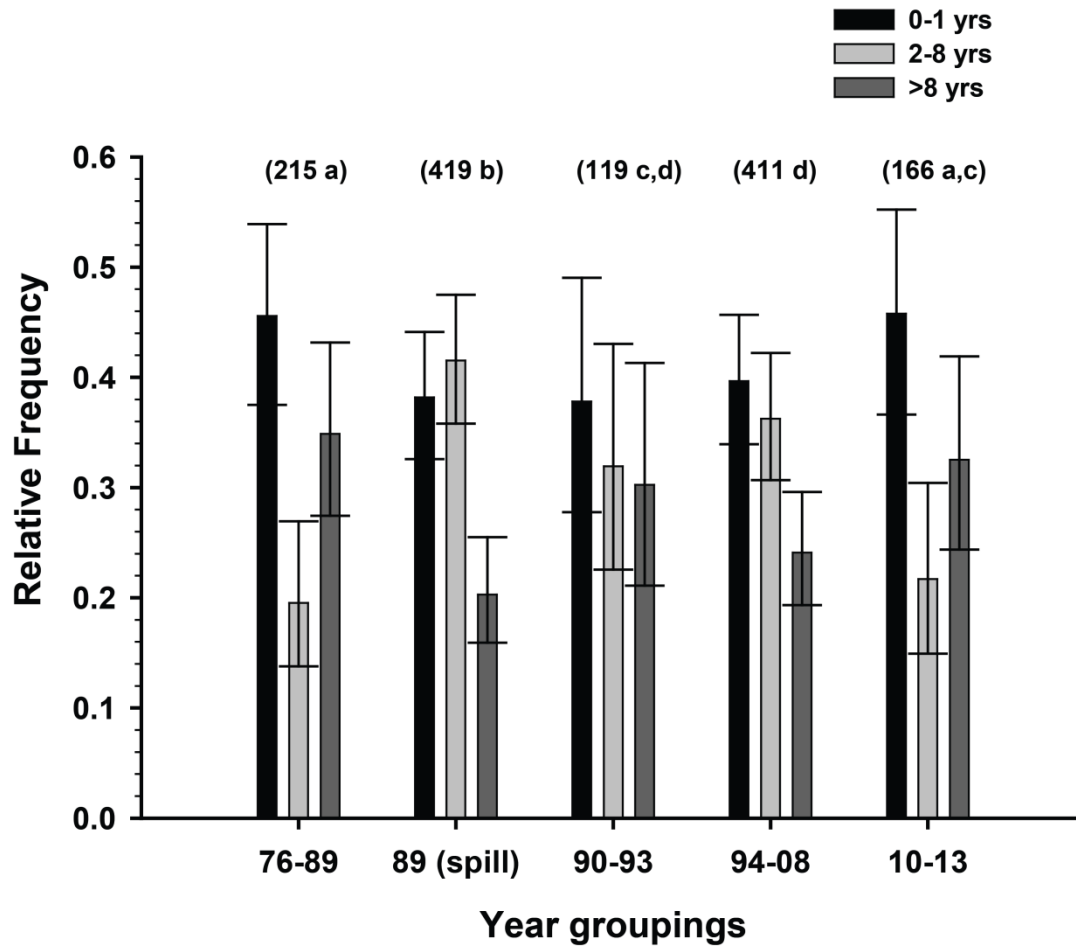 0-1 yrs
2-8 yrs
>8 yrs
(215 a) (419 b) (119 c,d) (411 d) (166 a,c)
0.6
0.5
0.4
0.3
0.2
0.1
0.0
Relative Frequency
76-89 89 (spill) 90-93 94-08 10-13
Year groupings